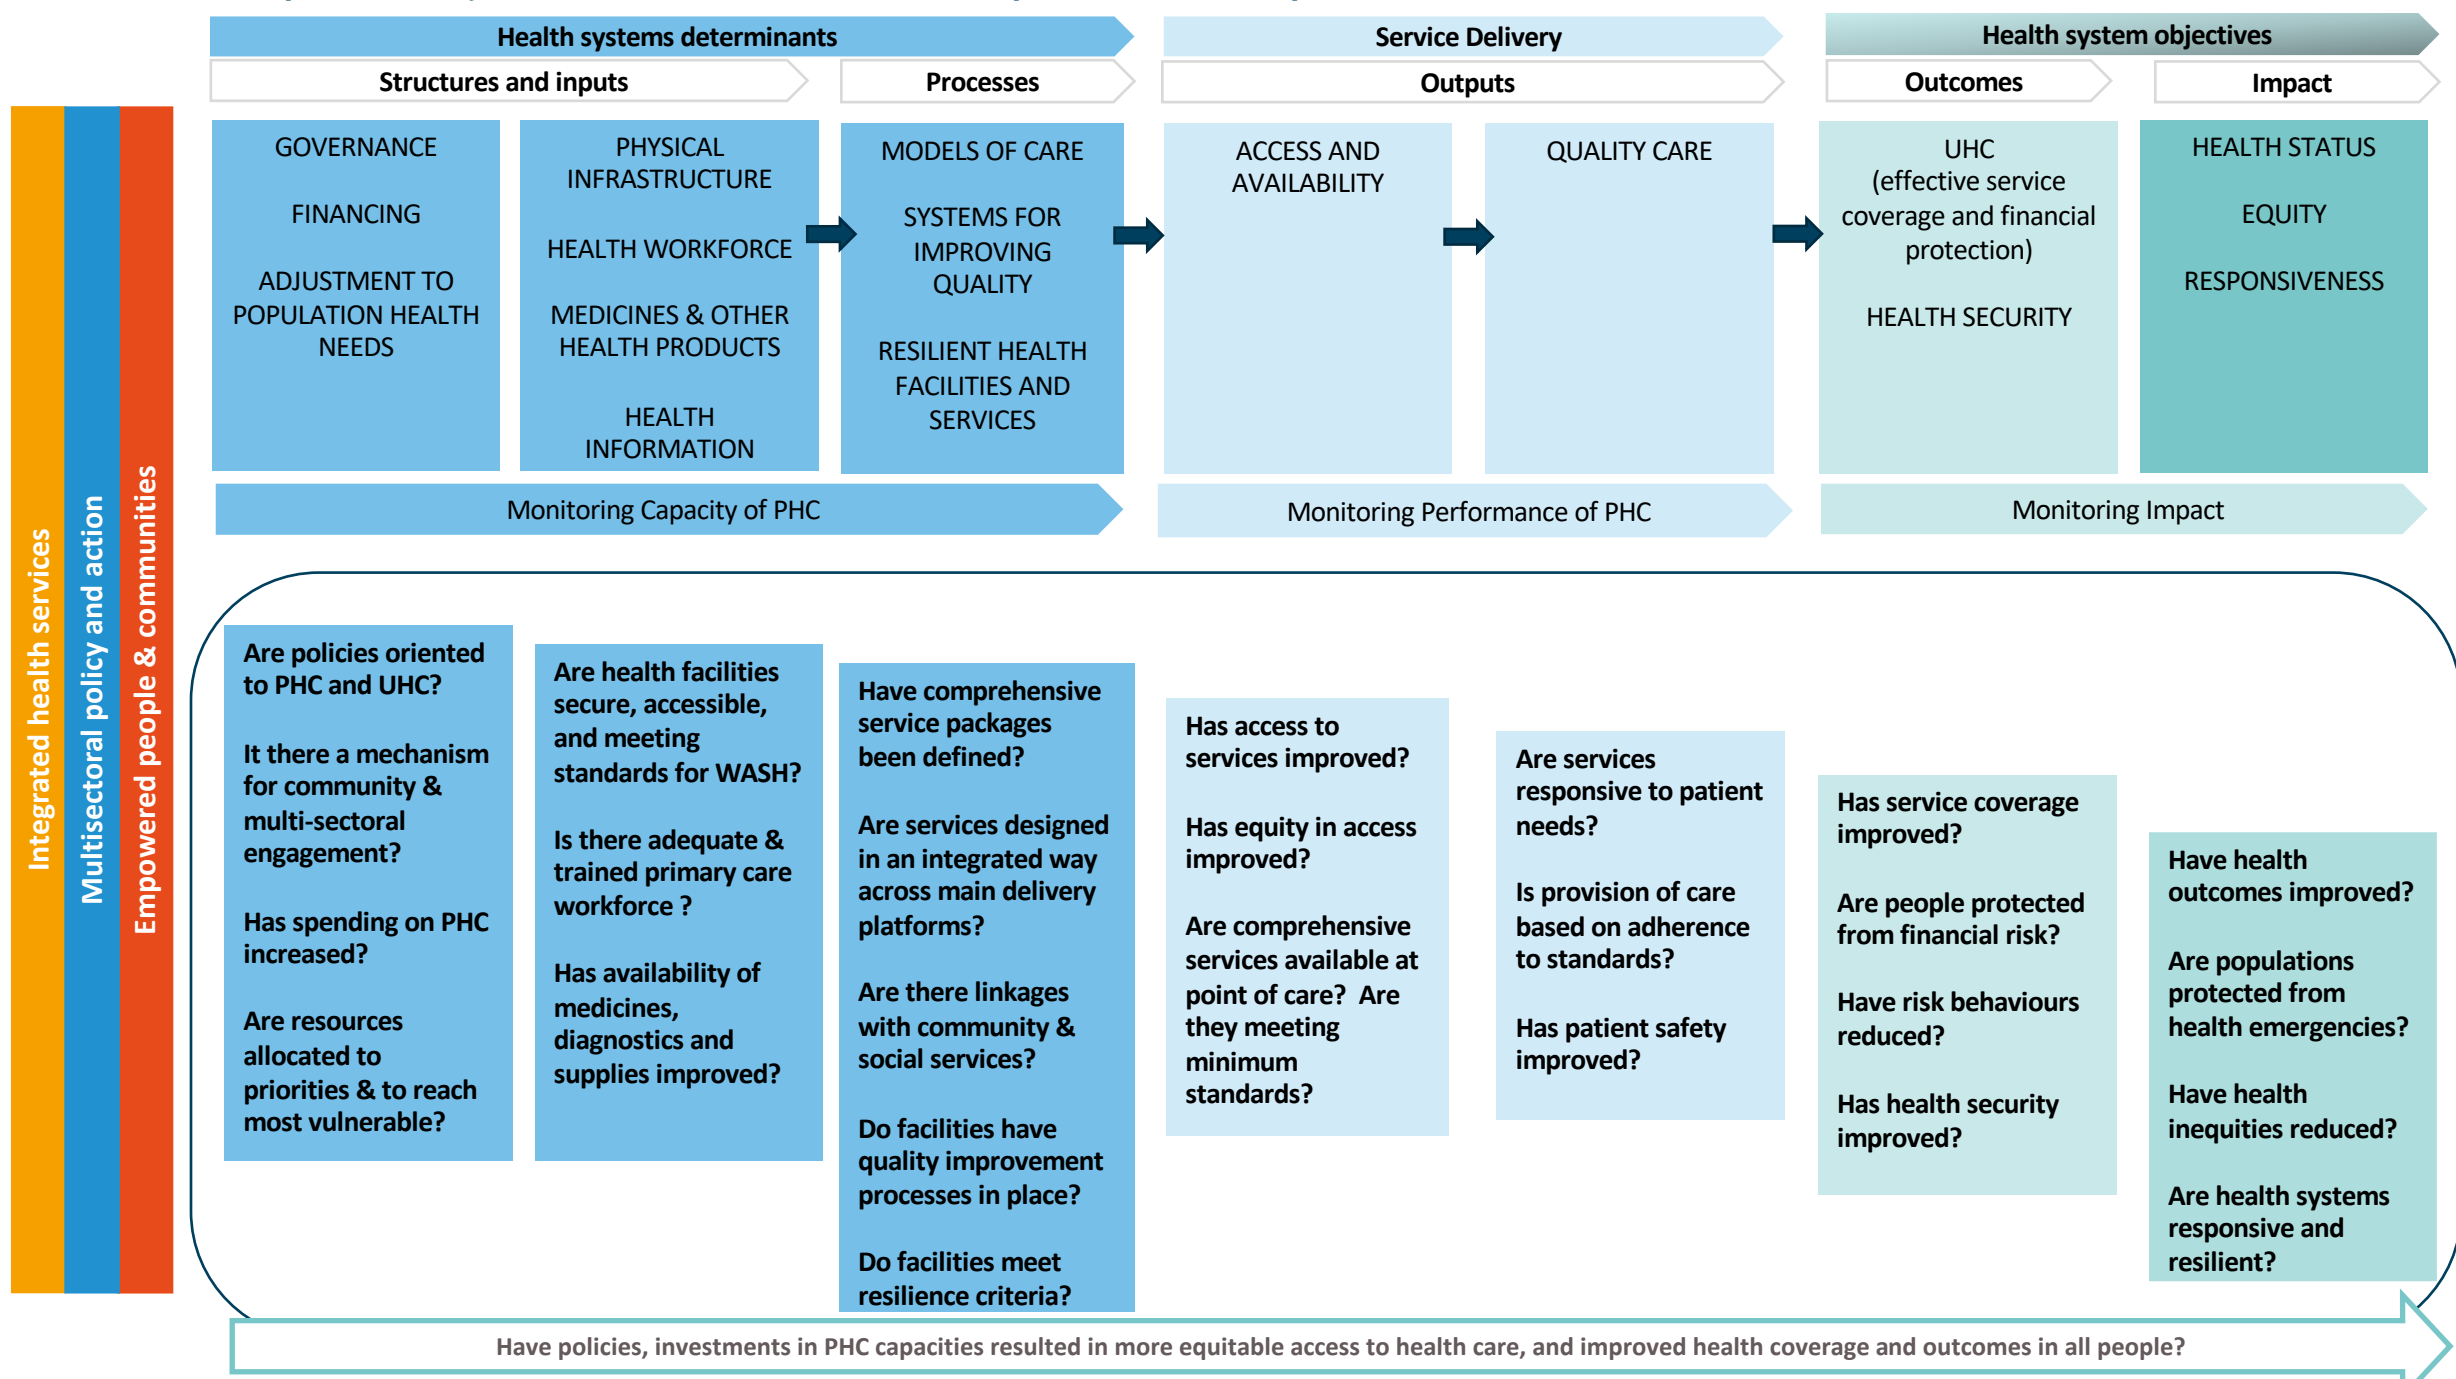 Health systems determinants
Service Delivery
Health system objectives
Structures and inputs
Processes
Outputs
Outcomes
Impact
GOVERNANCE
FINANCING
ADJUSTMENT TO
POPULATION HEALTH
NEEDS
PHYSICAL
INFRASTRUCTURE
HEALTH WORKFORCE
MEDICINES & OTHER
HEALTH PRODUCTS
HEALTH
INFORMATION
MODELS OF CARE
SYSTEMS FOR
IMPROVING
QUALITY
RESILIENT HEALTH
FACILITIES AND
SERVICES
ACCESS AND
AVAILABILITY
QUALITY CARE
UHC
(effective service
coverage and financial
protection)
HEALTH SECURITY
HEALTH STATUS
EQUITY
RESPONSIVENESS
Monitoring Capacity of PHC
Monitoring Performance of PHC
Monitoring Impact
Integrated health services
Multisectoral policy and action
Empowered people & communities
Are policies oriented
to PHC and UHC?
It there a mechanism
for community &
multi-sectoral
engagement?
Has spending on PHC
increased?
Are resources
allocated to
priorities & to reach
most vulnerable?
Are health facilities
secure, accessible,
and meeting
standards for WASH?
Is there adequate &
trained primary care
workforce ?
Has availability of
medicines,
diagnostics and
supplies improved?
Have comprehensive
service packages
been defined?
Are services designed
in an integrated way
across main delivery
platforms?
Are there linkages
with community &
social services?
Do facilities have
quality improvement
processes in place?
Do facilities meet
resilience criteria?
Has access to
services improved?
Has equity in access
improved?
Are comprehensive
services available at
point of care?  Are
they meeting
minimum
standards?
Are services
responsive to patient
needs?
Is provision of care
based on adherence
to standards?
Has patient safety
improved?
Has service coverage
improved?
Are people protected
from financial risk?
Have risk behaviours
reduced?
Has health security
improved?
Have health
outcomes improved?
Are populations
protected from
health emergencies?
Have health
inequities reduced?
Are health systems
responsive and
resilient?
Have policies, investments in PHC capacities resulted in more equitable access to health care, and improved health coverage and outcomes in all people?